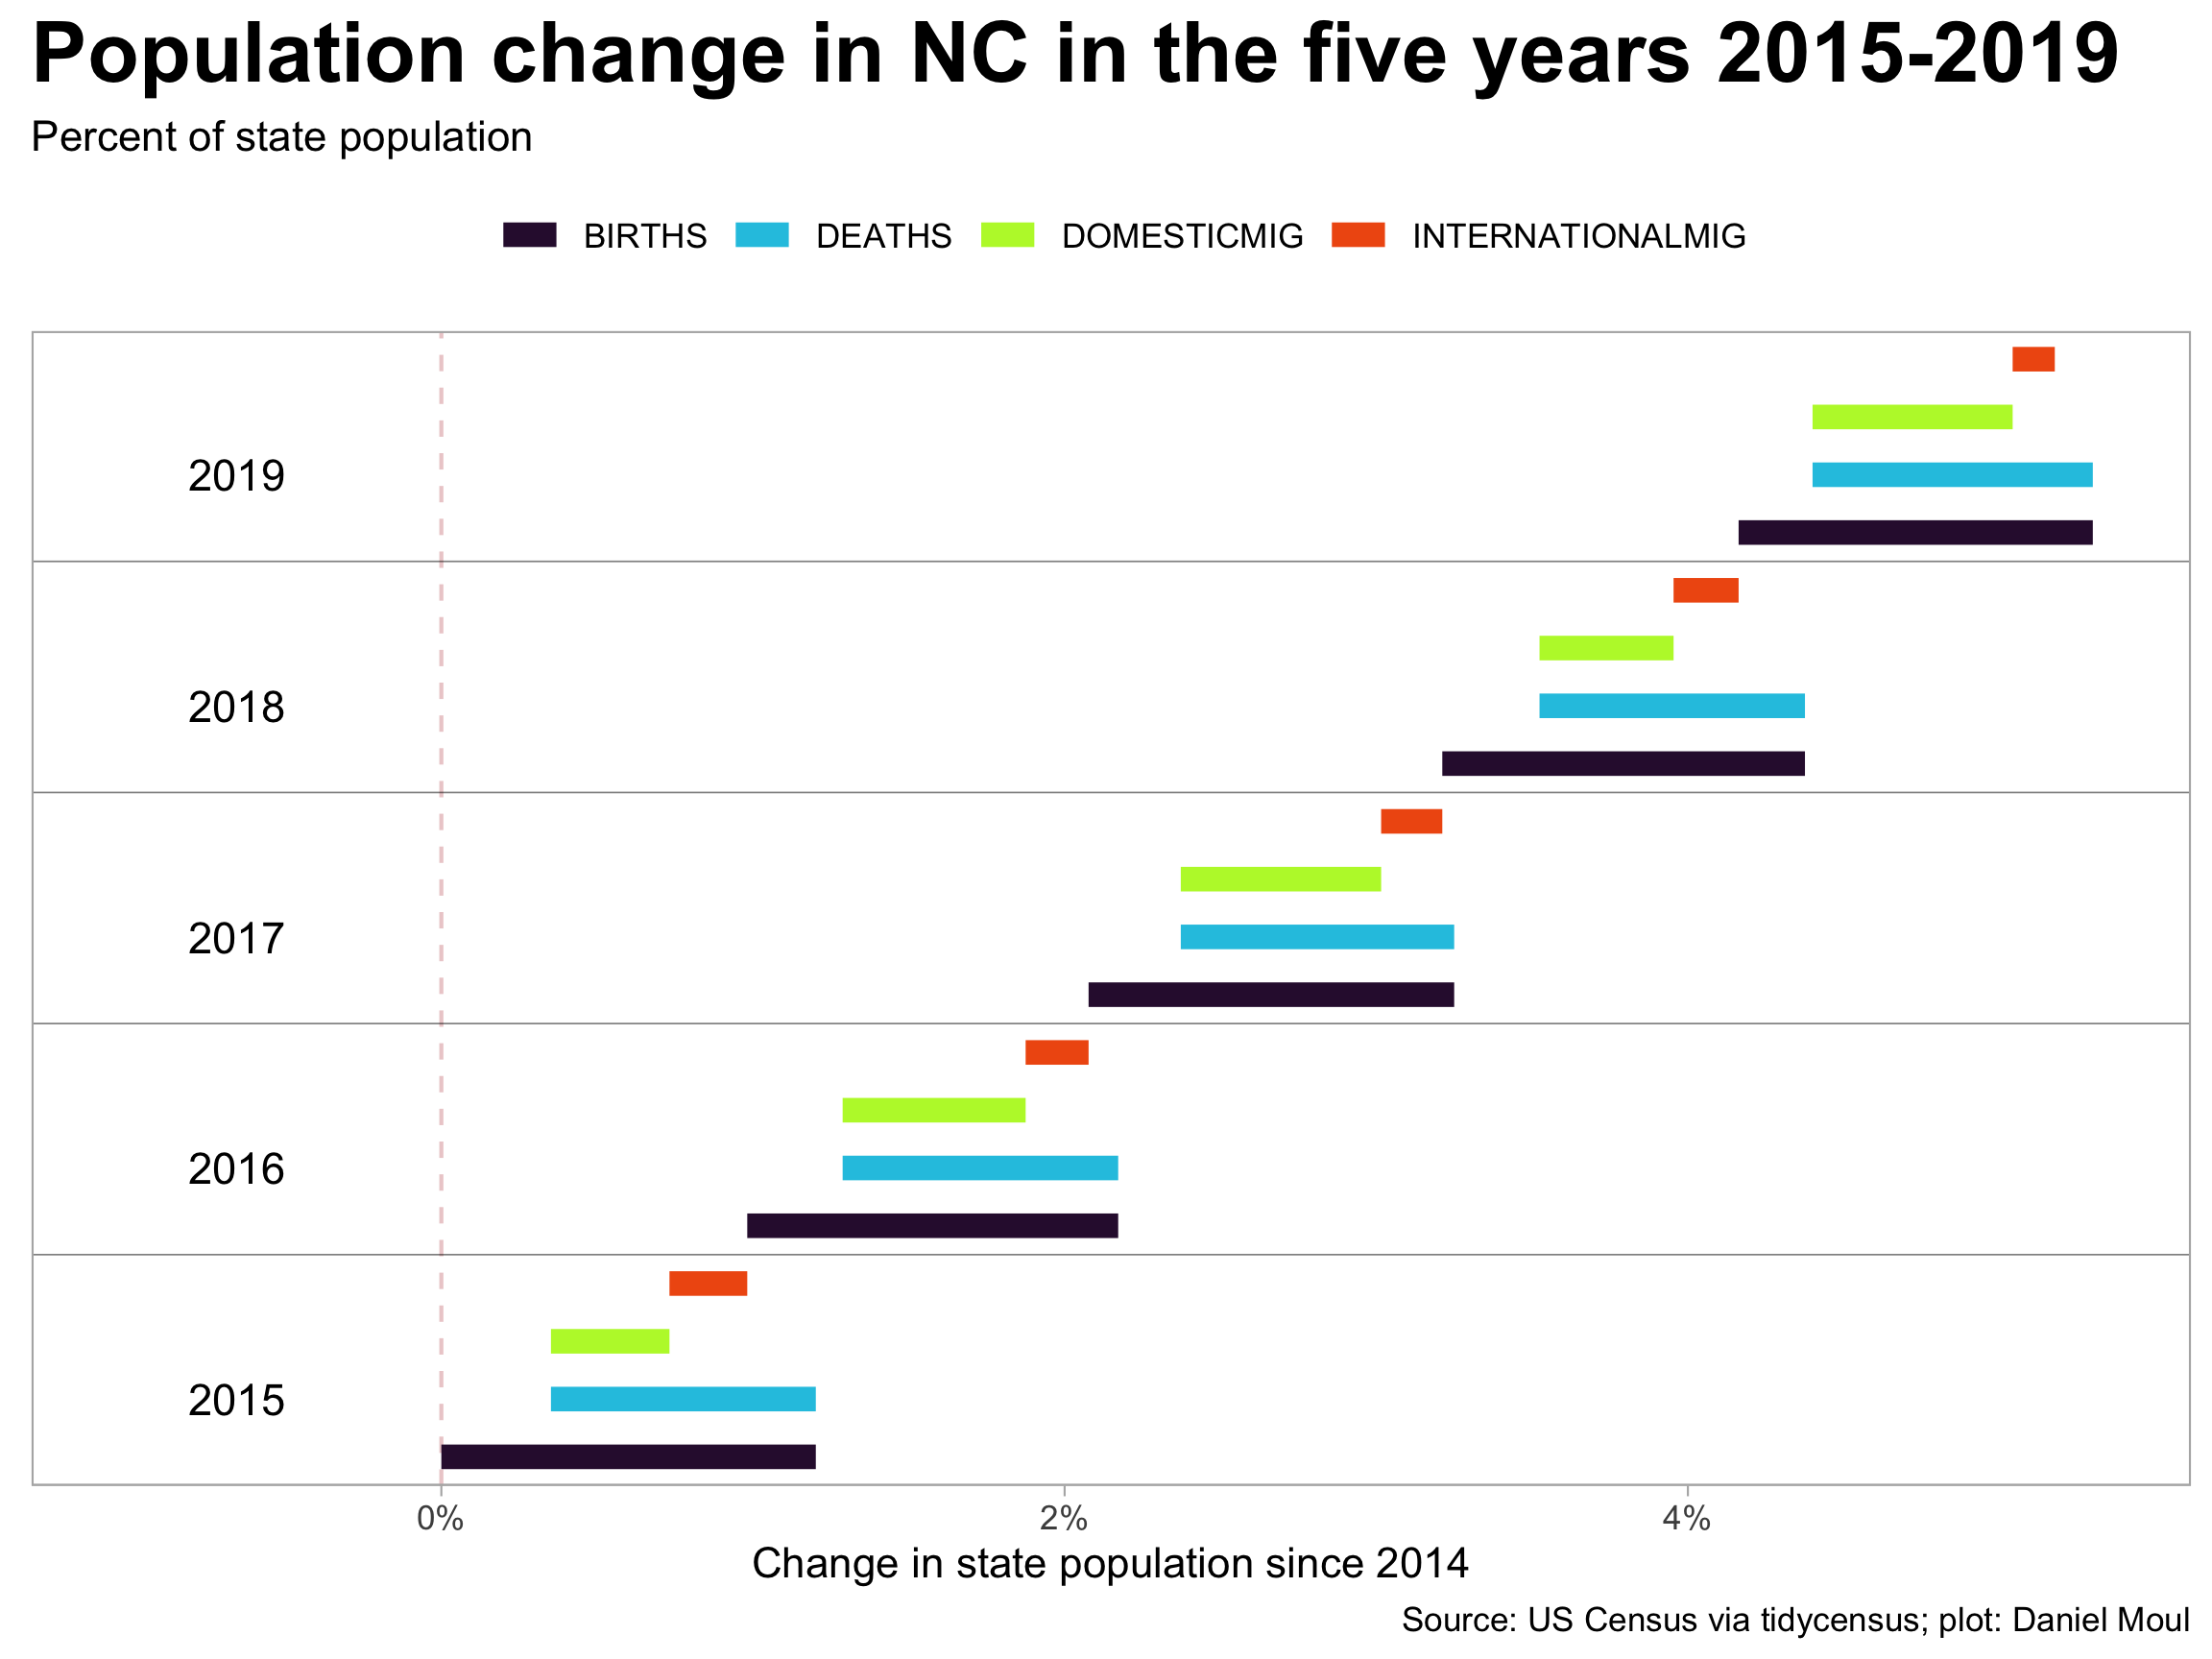 Population change in NC in the five years 2015-2019
Percent of state population
BIRTHS DEATHS DOMESTICMIG INTERNATIONALMIG
2019
2018
2017
2016
2015
0% 2% 4%
Change in state population since 2014
Source: US Census via tidycensus; plot: Daniel Moul